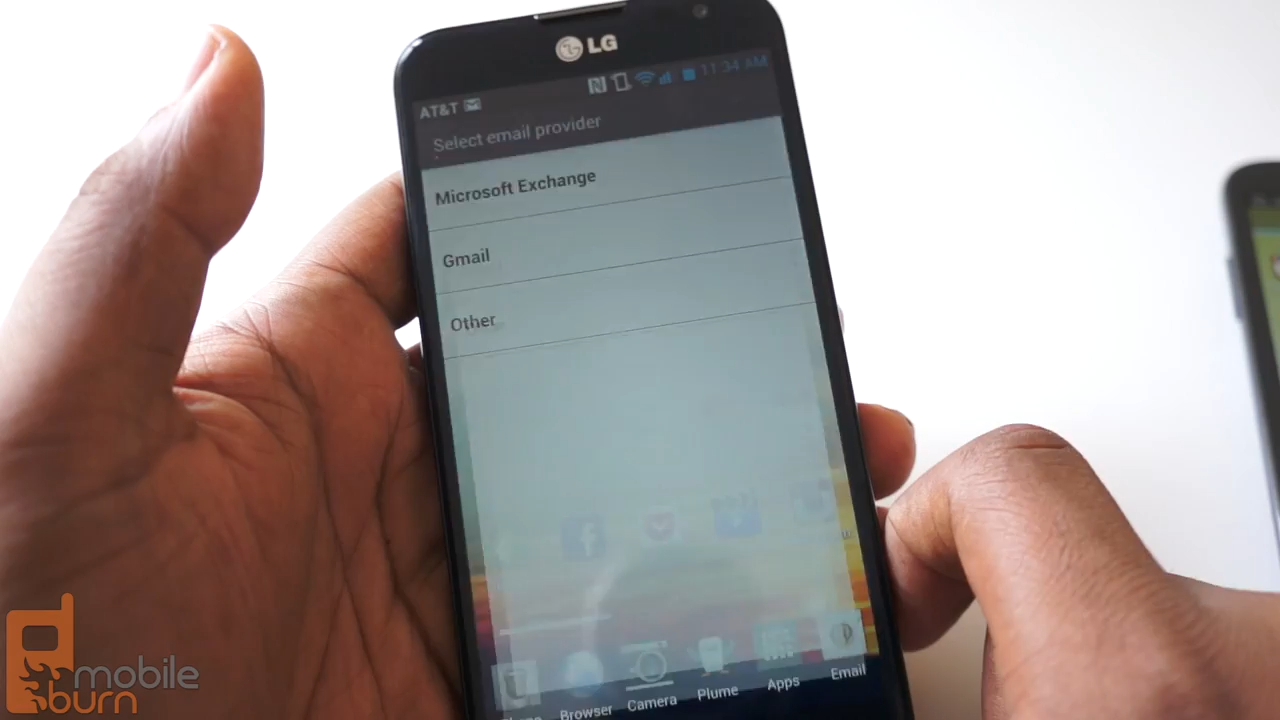 LG
AT&T
11:34 AM
Select email provider
Microsoft Exchange
Gmail
Other
Browser
Camera
Plume
Apps
Email
mobile
burn